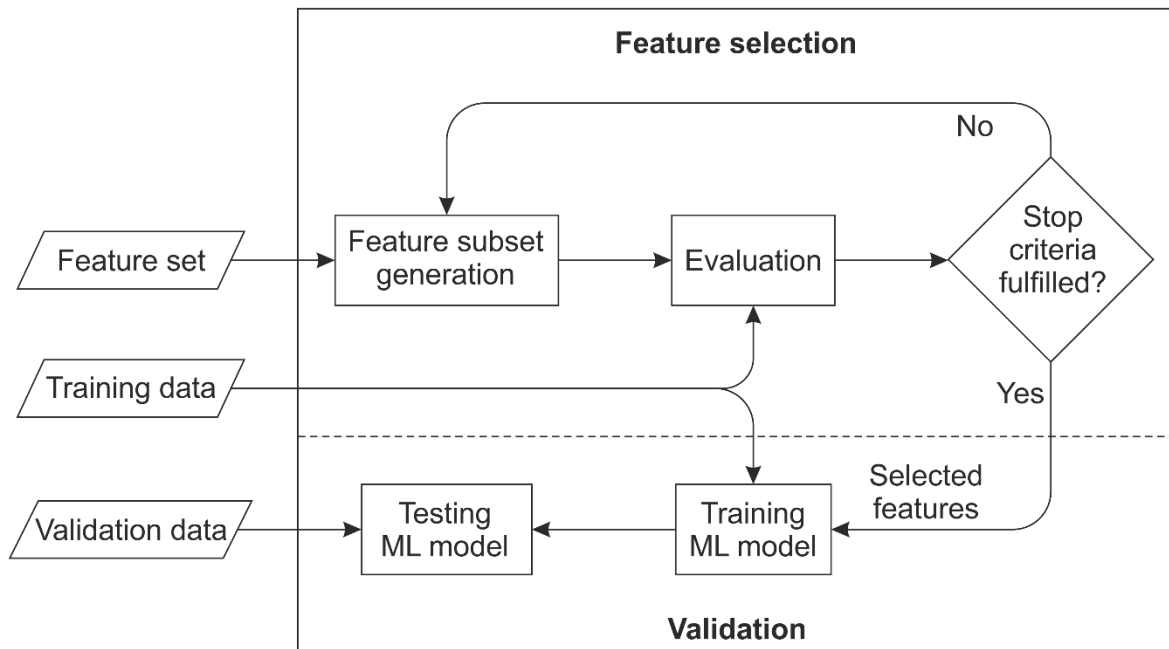 Feature selection
No
Feature set
Feature subset
generation
Evaluation
Stop
criteria
fulfilled?
Training data
Yes
Validation data
Testing
ML model
Training
ML model
Selected
features
Validation